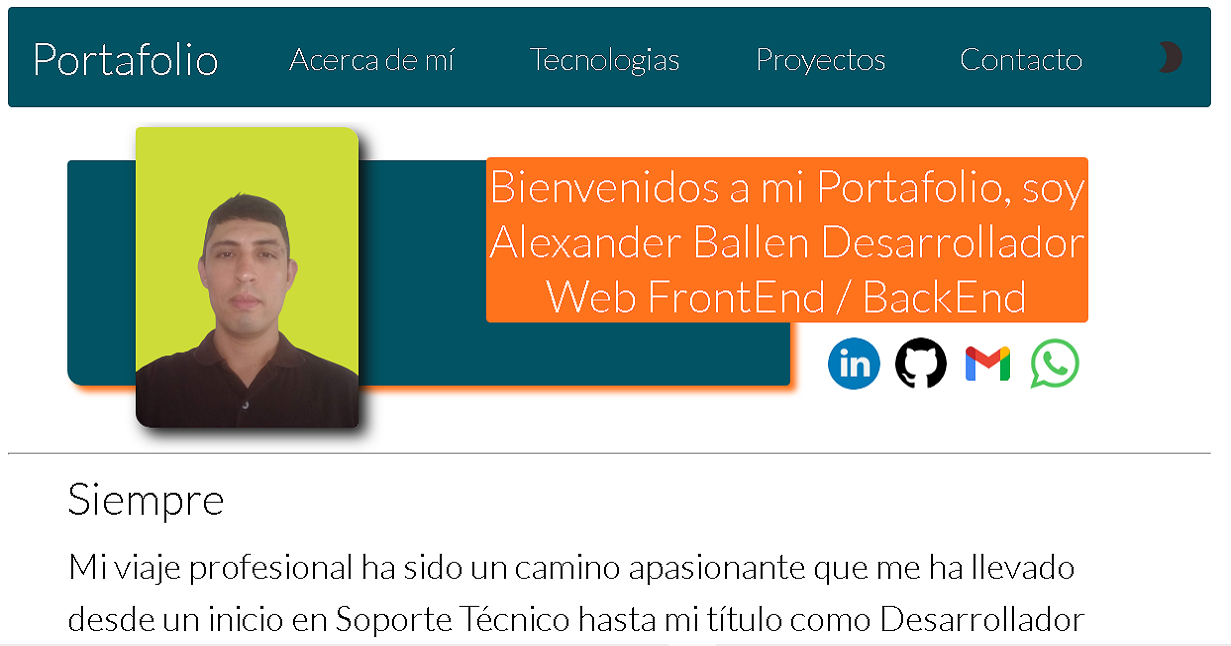 Portafolio Acerca de mí Tecnologias Proyectos Contacto
Bienvenidos a mi Portafolio, soy
Alexander Ballen Desarrollador
Web FrontEnd / BackEnd
in
Siempre
Mi viaje profesional ha sido un camino apasionante que me ha llevado
desde un inicio en Soporte Técnico hasta mi título como Desarrollador